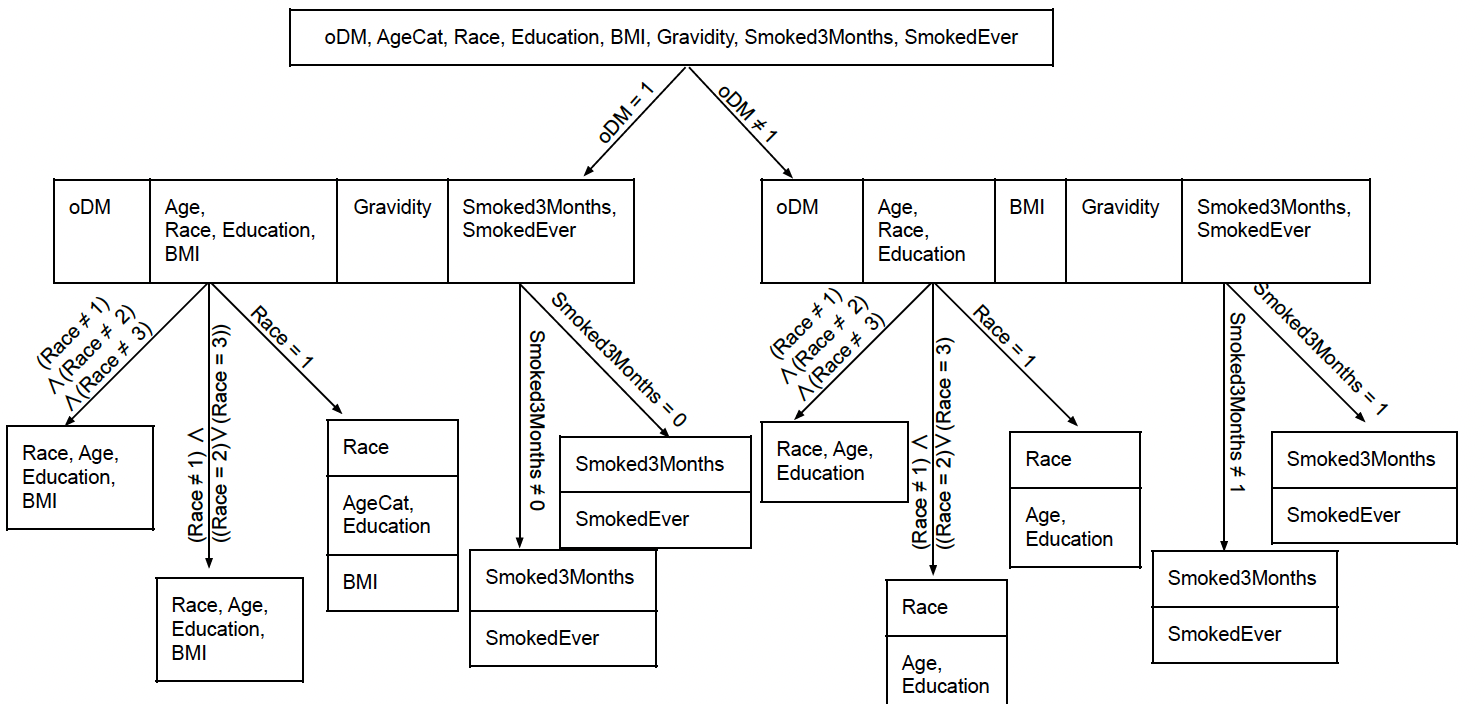 oDM, AgeCat, Race, Education, BMI, Gravidity, Smoked3Months, SmokedEver
oDM = 1
oDM ≠ 1
oDM
Age,
Race, Education,
BMI
Gravidity
Smoked3Months,
SmokedEver
oDM
Age,
Race,
Education
BMI
Gravidity
Smoked3Months,
SmokedEver
(Race ≠ 1)
∧(Race ≠ 2)
∧(Race ≠ 3)
(Race ≠ 1) ∧
((Race = 2)∨(Race = 3))
Race = 1
Smoked3Months ≠ 0
Smoked3Months = 0
(Race ≠ 1)
∧(Race ≠ 2)
∧(Race ≠ 3)
(Race ≠ 1) ∧
((Race = 2)∨(Race = 3)
Race = 1
Smoked3Months ≠ 1
Smoked3Months = 1
Race, Age,
Education,
BMI
Race, Age,
Education,
BMI
Race
AgeCat,
Education
BMI
Smoked3Months
SmokedEver
Smoked3Months
SmokedEver
Race, Age,
Education
Race
Age,
Education
Race
Age,
Education
Smoked3Months
SmokedEver
Smoked3Months
SmokedEver